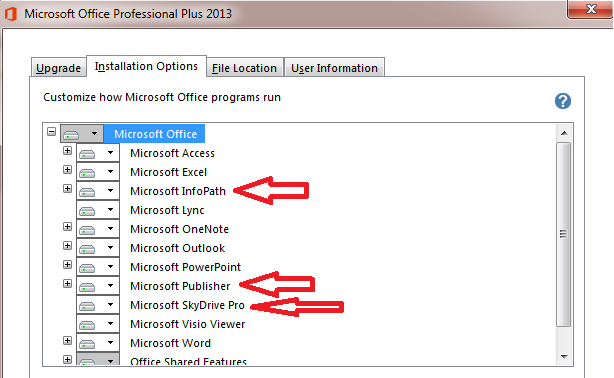 Microsoft Office Professional Plus 2013
Upgrade Installation Options File Location User Information
Customize how Microsoft Office programs run
Microsoft Office
Microsoft Access
Microsoft Excel
Microsoft InfoPath
Microsoft Lync
Microsoft OneNote
Microsoft Outlook
Microsoft PowerPoint
Microsoft Publisher
Microsoft SkyDrive Pro
Microsoft Visio Viewer
Microsoft Word
Office Shared Features